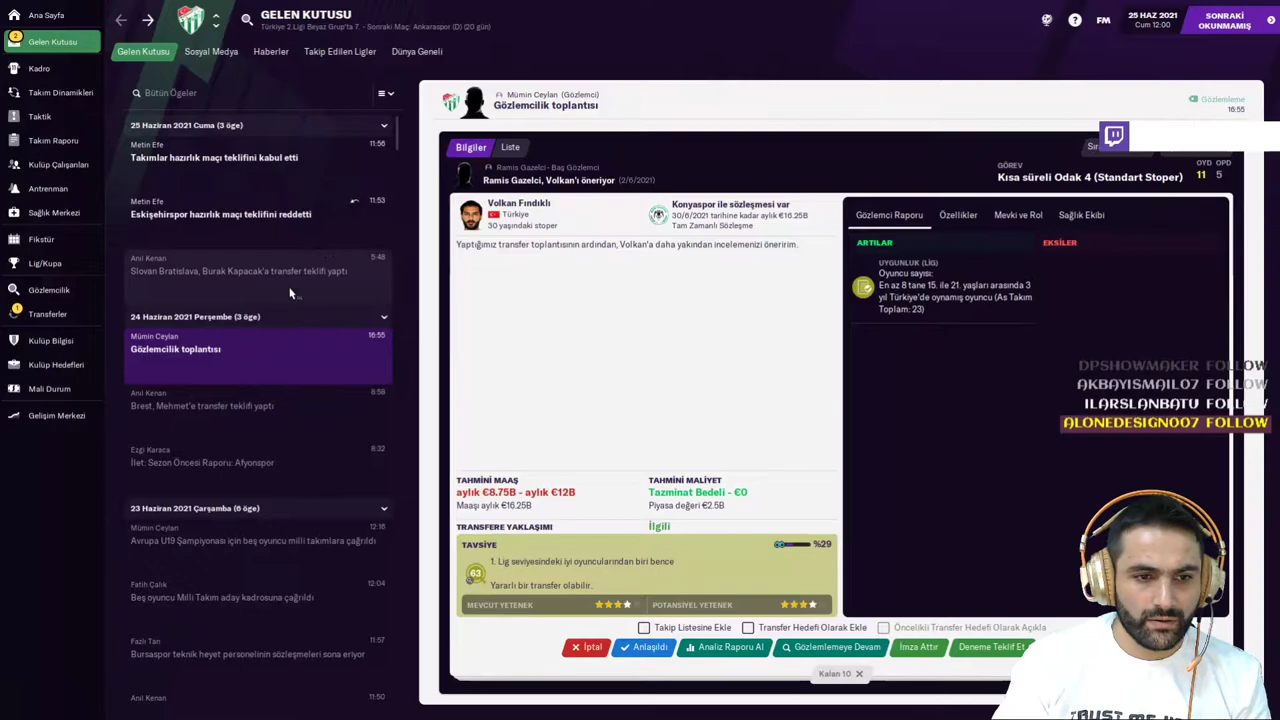 Ana Sayfa
2
Gelen Kutusu
Kadro
Takım Dinamikleri
Taktik
Takım Raporu
Kulüp Çalışanları
Antrenman
Sağlık Merkezi
Fikstür
Lig/Kupa
Gözlemcilik
1
Transferler
Kulüp Bilgisi
Kulüp Hedefleri
Mali Durum
Gelişim Merkezi
GELEN KUTUSU
Türkiye 2.Ligi Beyaz Grup'ta 7. - Sonraki Maç: Ankaraspor (D) (20 gün)
FM
25 HAZ 2021
Cum 12:00
SONRAKI
OKUNMAMIŞ
Gelen Kutusu
Sosyal Medya
Haberler
Takip Edilen Ligler
Dünya Geneli
Bütün Ögeler
25 Haziran 2021 Cuma (3 öge)
Metin Efe
11:56
Takımlar hazırlık maçı teklifini kabul etti
Metin Efe
11:53
Eskişehirspor hazırlık maçı teklifini reddetti
Anıl Kenan
5:48
Slovan Bratislava, Burak Kapacak'a transfer teklifi yaptı
24 Haziran 2021 Perşembe (3 öge)
Mümin Ceylan
16:55
Gözlemcilik toplantısı
Anıl Kenan
8:56
Brest, Mehmet'e transfer teklifi yaptı
Ezgi Karaca
8:32
İlet: Sezon Öncesi Raporu: Afyonspor
23 Haziran 2021 Çarşamba (6 öge)
Mümin Ceylan
12:16
Avrupa U19 Şampiyonası için beş oyuncu milli takımlara çağrıldı
Fatih Çalık
12:04
Beş oyuncu Milli Takım aday kadrosuna çağrıldı
Fazlı Tan
11:57
Bursaspor teknik heyet personelinin sözleşmeleri sona eriyor
Anıl Kenan
11:50
Mümin Ceylan (Gözlemci)
Gözlemcilik toplantısı
Gözlemleme
16:55
Bilgiler
Liste
Ramis Gazelci - Baş Gözlemci
Ramis Gazelci, Volkan'ı öneriyor (2/6/2021)
GÖREV
Kısa süreli Odak 4 (Standart Stoper)
OYD OPD
11 5
Volkan Fındıklı
Türkiye
30 yaşındaki stoper
Konyaspor ile sözleşmesi var
30/6/2021 tarihine kadar aylık €16.25B
Tam Zamanlı Sözleşme
Yaptığımız transfer toplantısının ardından, Volkan'a daha yakından incelemenizi öneririm.
Gözlemci Raporu
Özellikler
Mevki ve Rol
Sağlık Ekibi
ARTILAR
EKSİLER
UYGUNLUK (LİG)
Oyuncu sayısı:
En az 8 tane 15. ile 21. yaşları arasında 3
yıl Türkiye'de oynamış oyuncu (As Takım
Toplam: 23)
TAHMİNİ MAAŞ
aylık €8.75B - aylık €12B
Maaşı aylık €16.25B
TAHMİNİ MALİYET
Tazminat Bedeli - €0
Piyasa değeri €2.5B
TRANSFERE YAKLAŞIMI
İlgili
TAVSİYE
%29
63
1. Lig seviyesindeki iyi oyuncularından biri bence
Yararlı bir transfer olabilir.
MEVCUT YETENEK
POTANSİYEL YETENEK
Takip Listesine Ekle
Transfer Hedefi Olarak Ekle
Öncelikli Transfer Hedefi Olarak Açıkla
İptal
Anlaşıldı
Analiz Raporu Al
Gözlemlemeye Devam
İmza Attır
Deneme Teklif Et
Kalan 10
DPSHOWMAKER FOLLOW
AKBAYISMAIL07 FOLLOW
ILARSLANBATU FOLLOW
ALONEDESIGN007 FOLLOW
TRUST ME